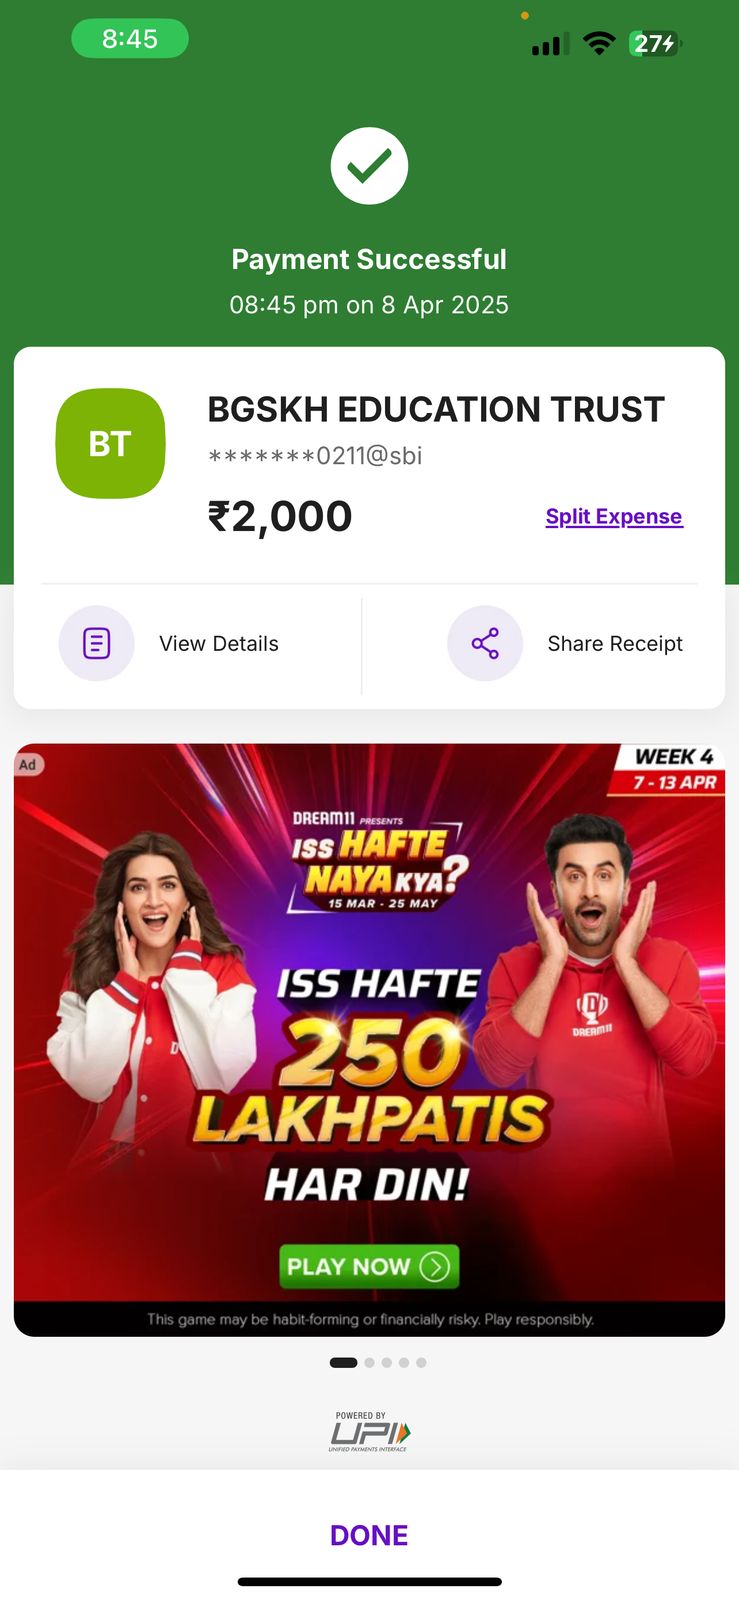 8:45
27
Payment Successful
08:45 pm on 8 Apr 2025
BT
BGSKH EDUCATION TRUST
*******0211@sbi
₹2,000
Split Expense
View Details
Share Receipt
Ad
WEEK 4
7 - 13 APR
DREAM11 PRESENTS
ISS HAFTE
NAYA KYA?
15 MAR - 25 MAY
ISS HAFTE
250
LAKHPATIS
HAR DIN!
D
DREAM11
PLAY NOW
This game may be habit-forming or financially risky. Play responsibly.
POWERED BY
UPI
UNIFIED PAYMENTS INTERFACE
DONE